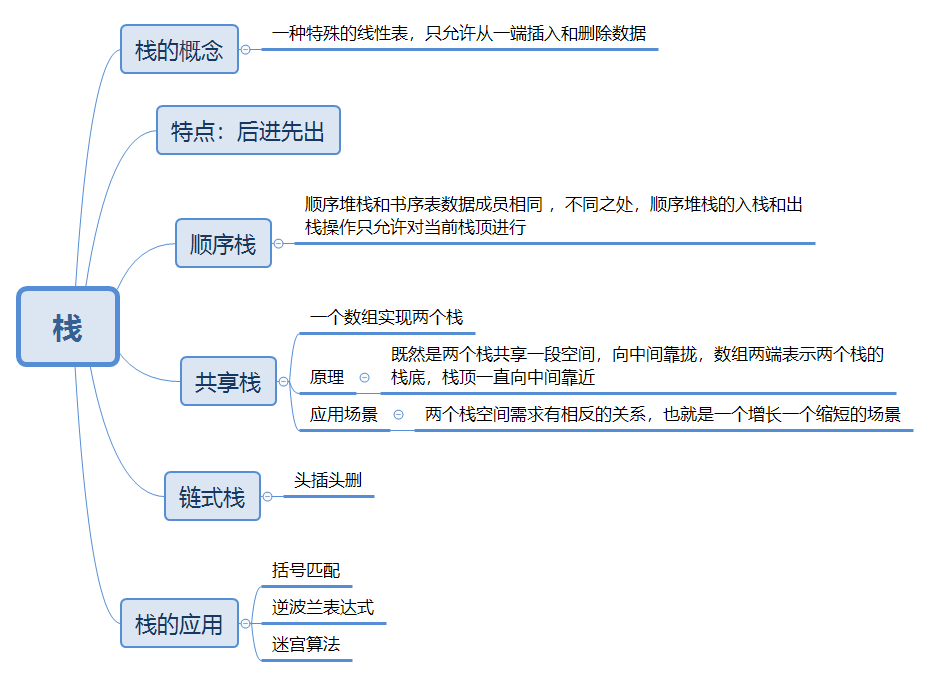 栈的概念
一种特殊的线性表，只允许从一端插入和删除数据
特点：后进先出
顺序栈
顺序堆栈和书序表数据成员相同 ，不同之处，顺序堆栈的入栈和出
栈操作只允许对当前栈顶进行
栈
共享栈
一个数组实现两个栈
原理
既然是两个栈共享一段空间，向中间靠拢，数组两端表示两个栈的
栈底，栈顶一直向中间靠近
应用场景
两个栈空间需求有相反的关系，也就是一个增长一个缩短的场景
链式栈
头插头删
栈的应用
括号匹配
逆波兰表达式
迷宫算法